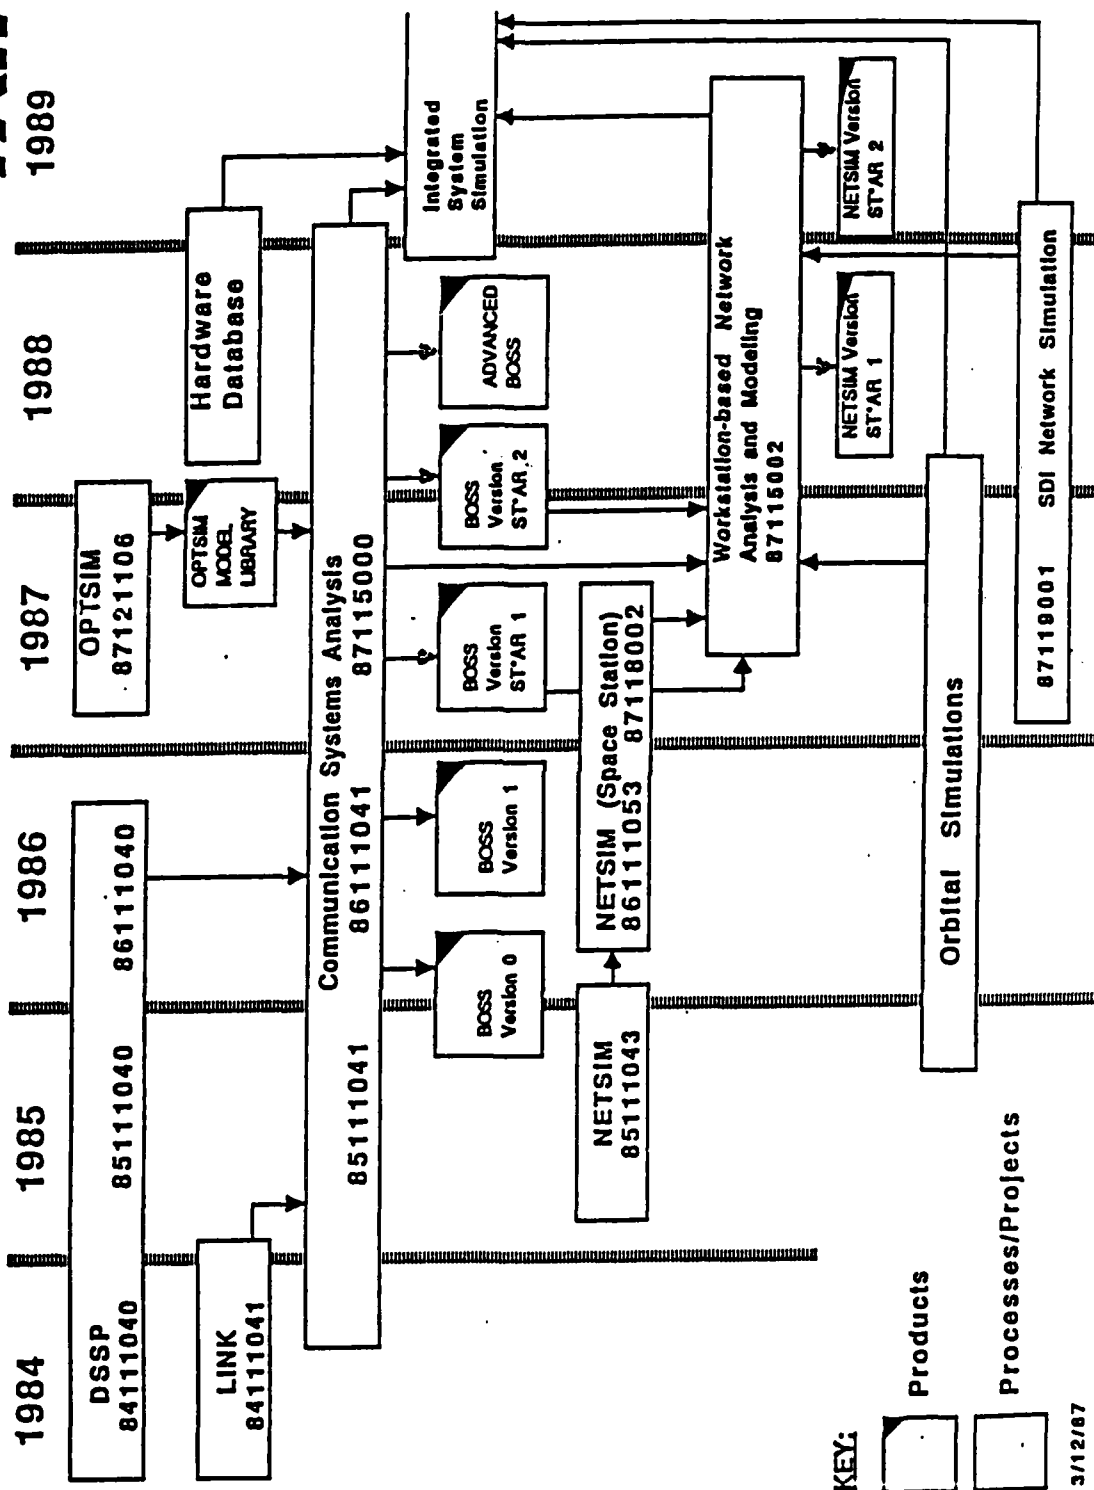 1984 1985 1986 1987 1988 1989
DSSP
84111040 85111040 86111040
OPTSIM
87121106
LINK
84111041
OPTSIM
MODEL
LIBRARY
Hardware
Database
Communication Systems Analysis
85111041 86111041 87115000
Integrated
System
Simulation
BOSS
Version 0
BOSS
Version 1
BOSS
Version
ST*AR 1
BOSS
Version
ST*AR 2
ADVANCED
BOSS
NETSIM
85111043
NETSIM (Space Station)
86111053 87118002
Workstation-based Network
Analysis and Modeling
87115002
NETSIM Version
ST*AR 1
NETSIM Version
ST*AR 2
Orbital Simulations
87119001 SDI Network Simulation
KEY:
Products
Processes/Projects
3/12/87